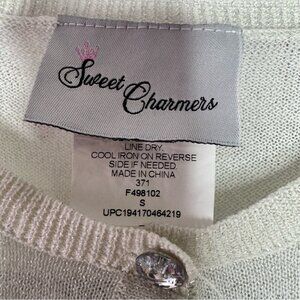 Sweet
Charmers
LINE DRY.
COOL IRON ON REVERSE
SIDE IF NEEDED.
MADE IN CHINA
371
F498102
S
UPC194170464219